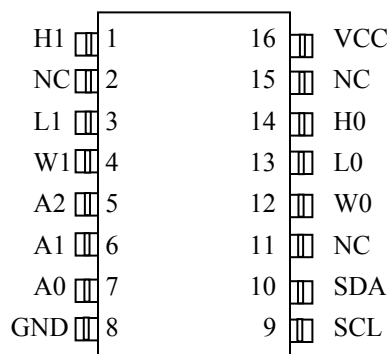 H1 1 16 VCC
NC 2 15 NC
L1 3 14 H0
W1 4 13 L0
A2 5 12 W0
A1 6 11 NC
A0 7 10 SDA
GND 8 9 SCL